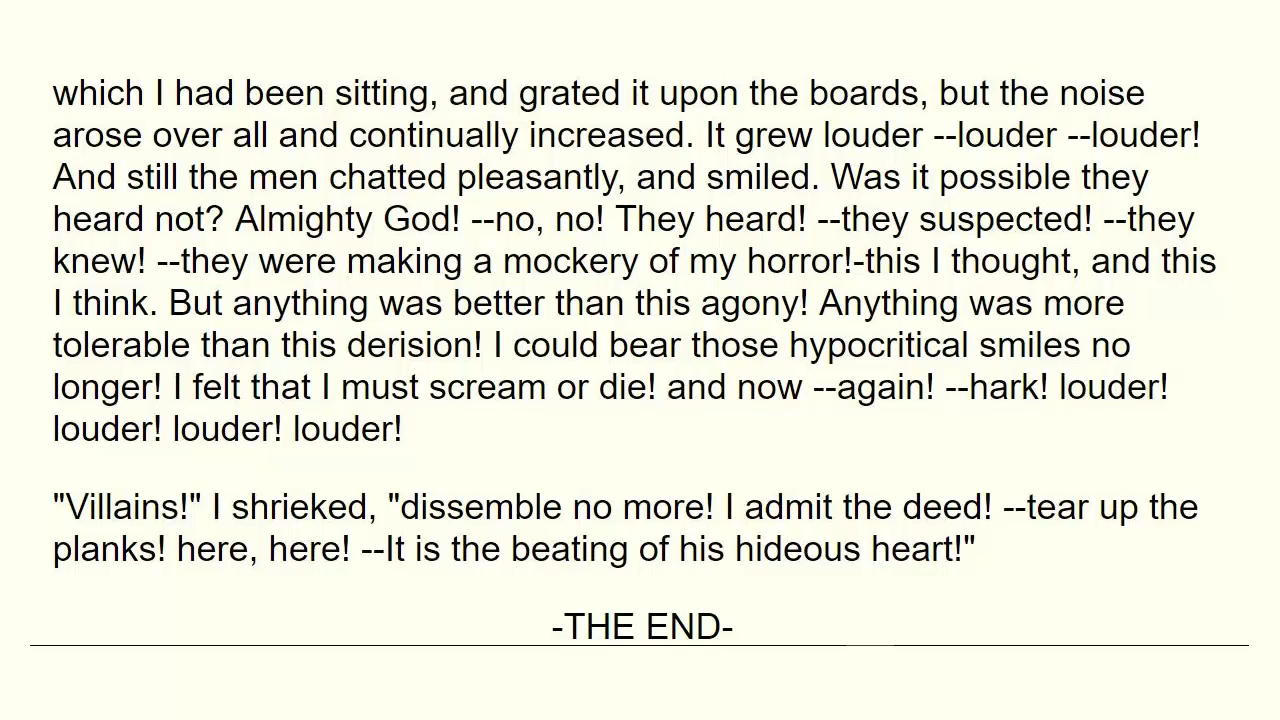 which I had been sitting, and grated it upon the boards, but the noise
arose over all and continually increased. It grew louder --louder --louder!
And still the men chatted pleasantly, and smiled. Was it possible they
heard not? Almighty God! --no, no! They heard! --they suspected! --they
knew! --they were making a mockery of my horror!-this I thought, and this
I think. But anything was better than this agony! Anything was more
tolerable than this derision! I could bear those hypocritical smiles no
longer! I felt that I must scream or die! and now --again! --hark! louder!
louder! louder! louder!
"Villains!" I shrieked, "dissemble no more! I admit the deed! --tear up the
planks! here, here! --It is the beating of his hideous heart!"
-THE END-